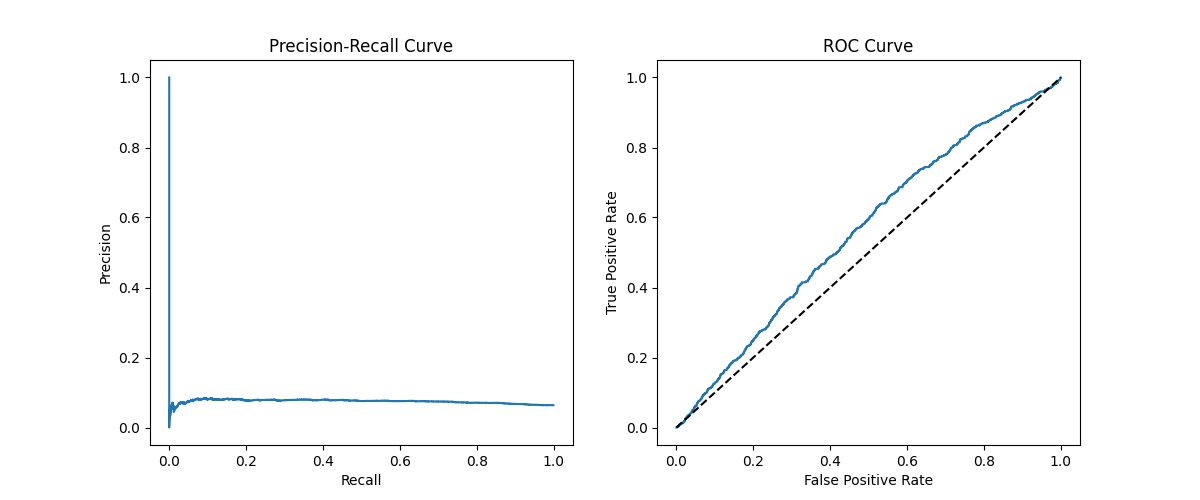 Precision-Recall Curve
1.0
0.8
0.6
0.4
0.2
0.0
Precision
0.0 0.2 0.4 0.6 0.8 1.0
Recall
ROC Curve
1.0
0.8
0.6
0.4
0.2
0.0
True Positive Rate
0.0 0.2 0.4 0.6 0.8 1.0
False Positive Rate